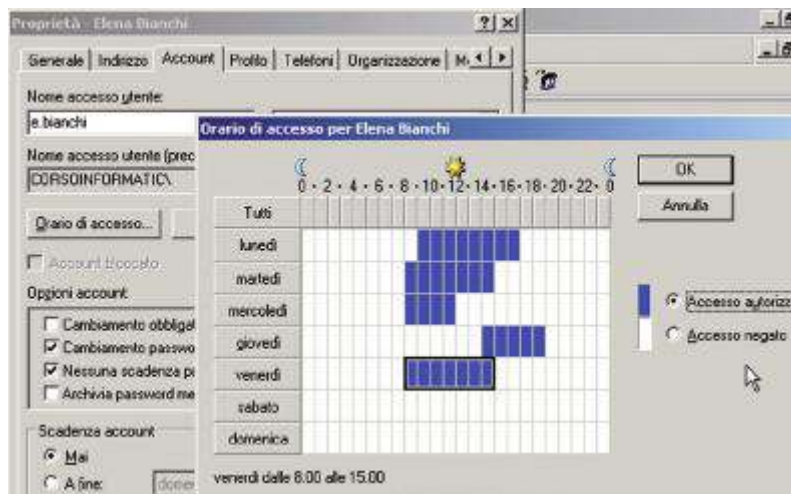 Proprietà - Elena Bianchi
Generale Indirizzo Account Profilo Telefoni Organizzazione M
Nome accesso utente:
e.bianchi
Nome accesso utente (prec
CORSOINFORMATIC\
Orario di accesso...
Account bloccato
Opzioni account:
Cambiamento obbligat
Cambiamento passwo
Nessuna scadenza pa
Archivia password me
Scadenza account
Mai
A fine:
Orario di accesso per Elena Bianchi
0 • 2 • 4 • 6 • 8 • 10 • 12 • 14 • 16 • 18 • 20 • 22 • 0
Tutti
lunedì
martedì
mercoledì
giovedì
venerdì
sabato
domenica
venerdì dalle 8.00 alle 15.00
OK
Annulla
Accesso autorizz
Accesso negato